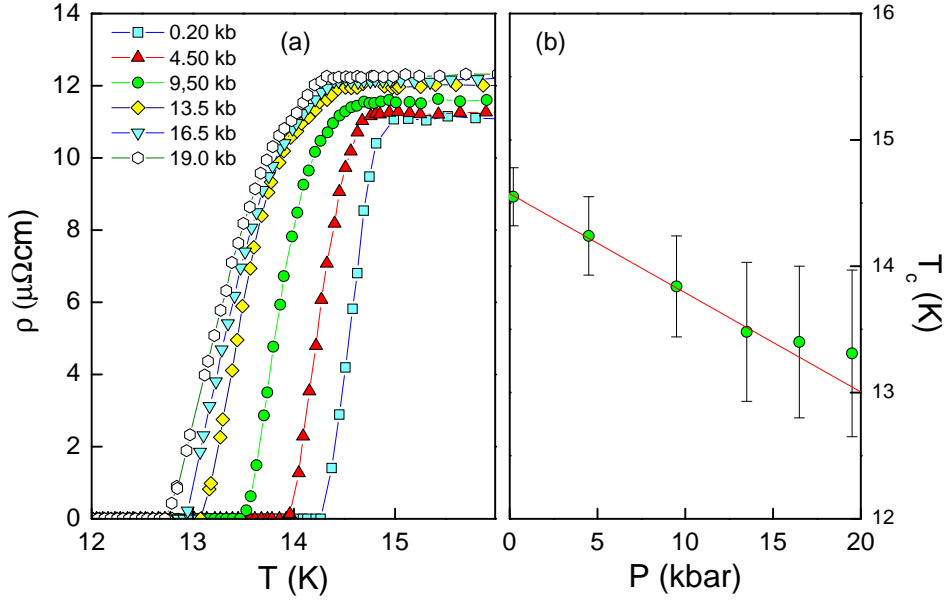 14
12
10
8
6
4
2
0
ρ (μΩcm)
0.20 kb
4.50 kb
9,50 kb
13.5 kb
16.5 kb
19.0 kb
(a)
12
13
14
15
T (K)
(b)
16
15
14
13
12
T_c (K)
0
5
10
15
20
P (kbar)